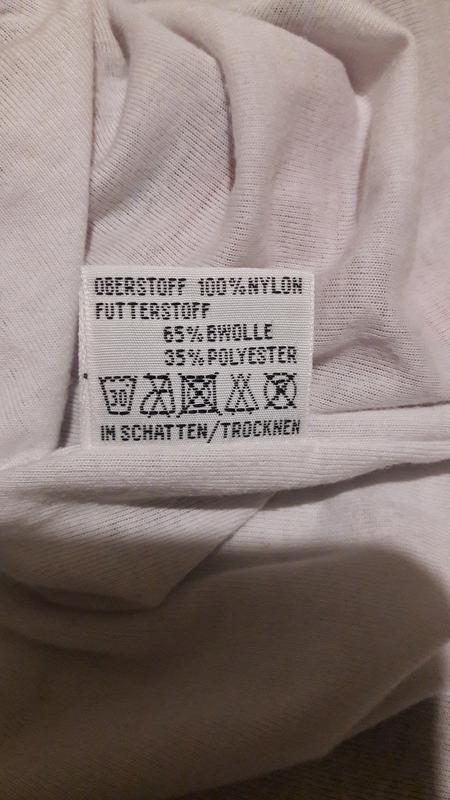 OBERSTOFF 100%NYLON
FUTTERSTOFF
65%BWOLLE
35%POLYESTER
30
IM SCHATTEN/TROCKNEN